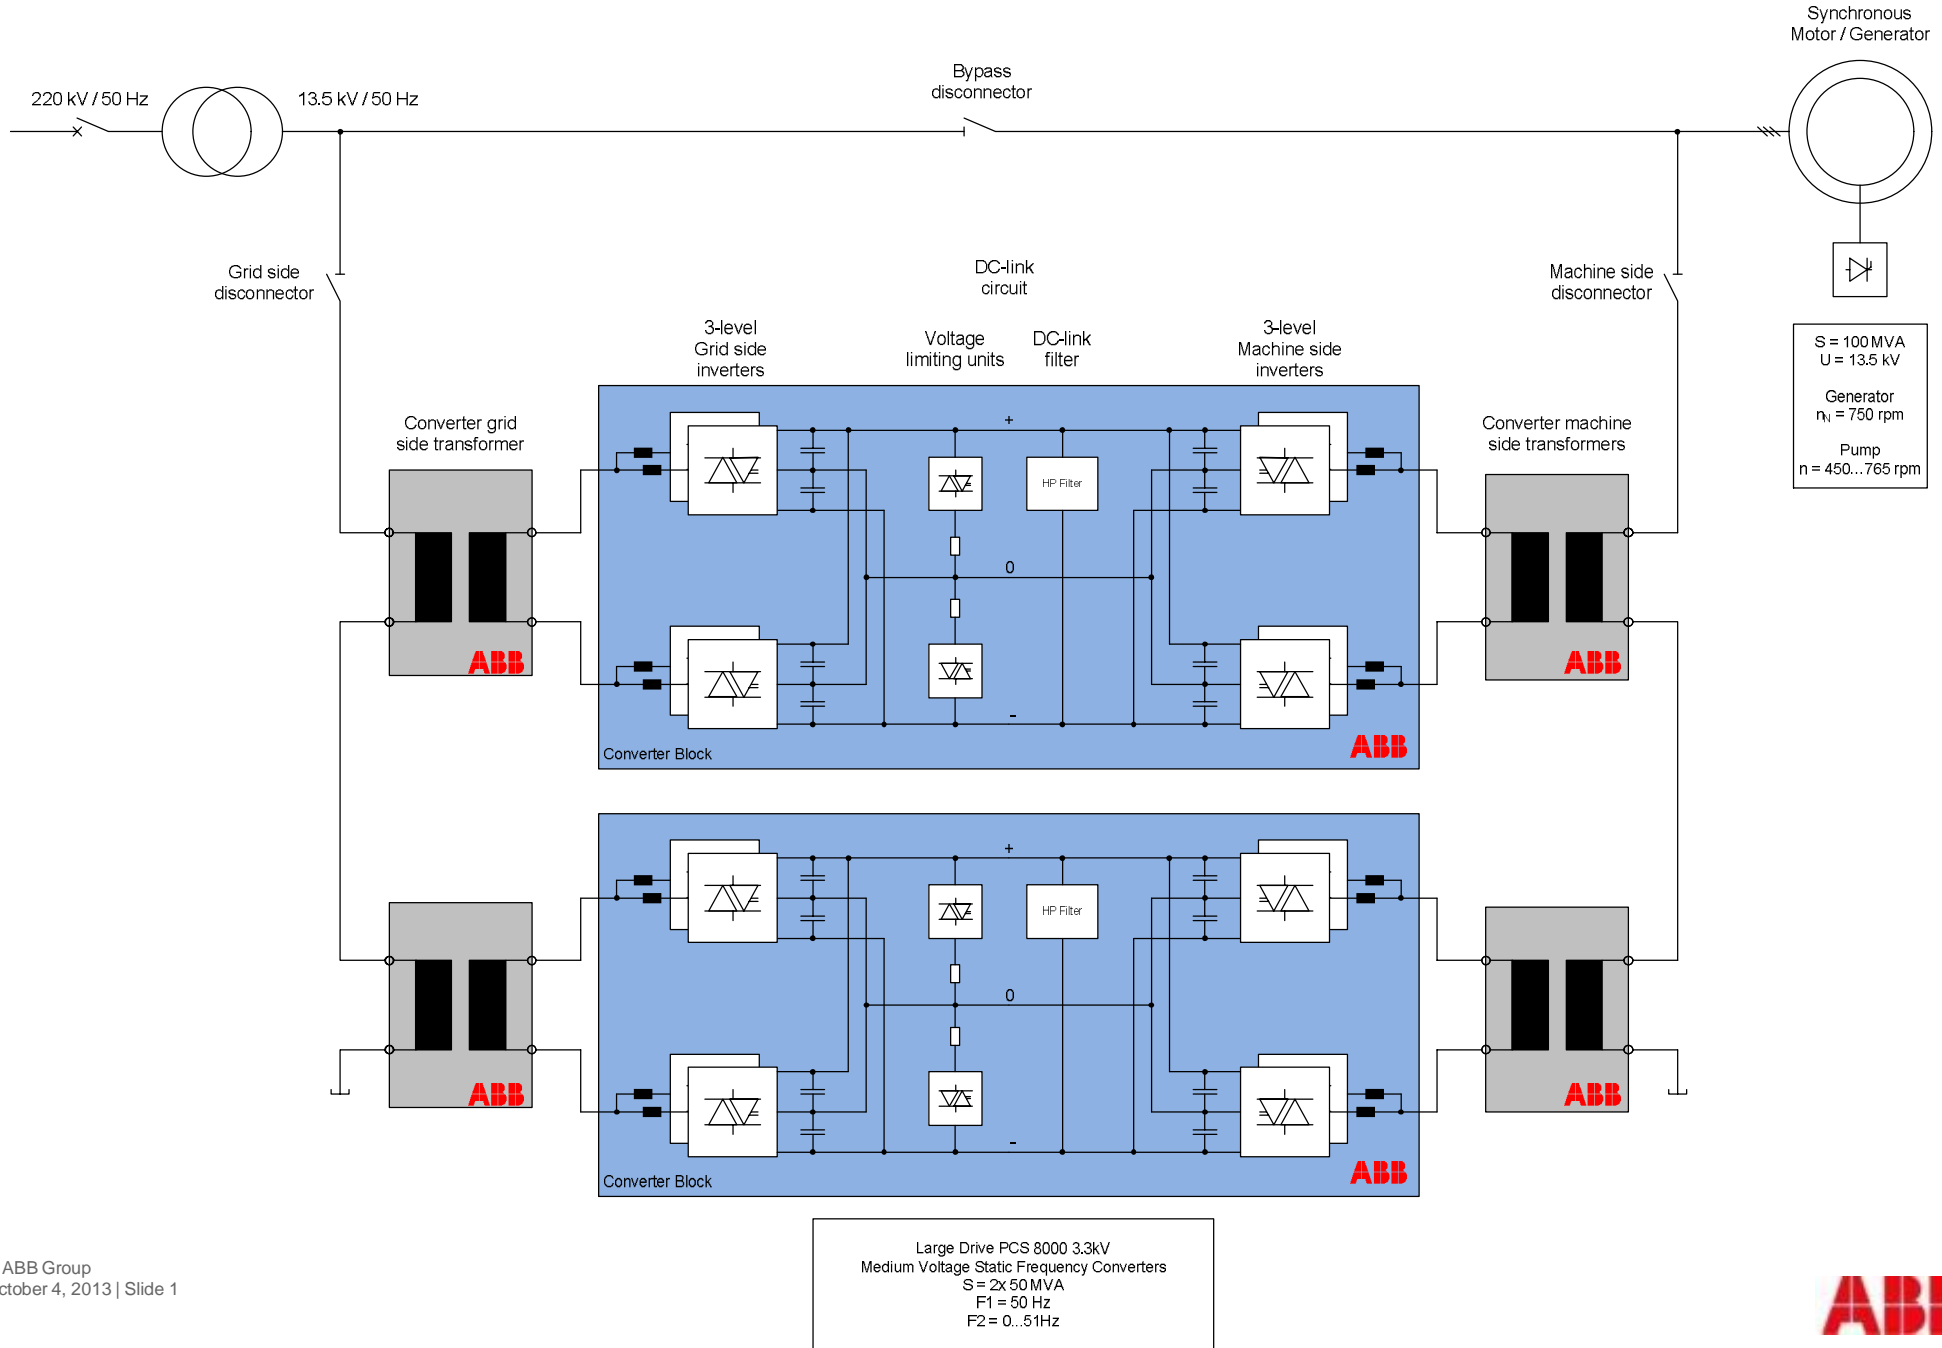 Synchronous
Motor / Generator
220 kV / 50 Hz
13.5 kV / 50 Hz
Bypass
disconnector
Grid side
disconnector
DC-link
circuit
Machine side
disconnector
3-level
Grid side
inverters
Voltage
limiting units
DC-link
filter
3-level
Machine side
inverters
S = 100 MVA
U = 13.5 kV
Generator
nN = 750 rpm
Pump
n = 450...765 rpm
Converter grid
side transformer
Converter machine
side transformers
+
HP Filter
0
-
ABB
ABB
Converter Block
ABB
+
HP Filter
0
-
ABB
ABB
Converter Block
ABB
Large Drive PCS 8000 3.3kV
Medium Voltage Static Frequency Converters
S = 2x 50 MVA
F1 = 50 Hz
F2 = 0...51Hz
ABB Group
ctober 4, 2013 | Slide 1
ABB